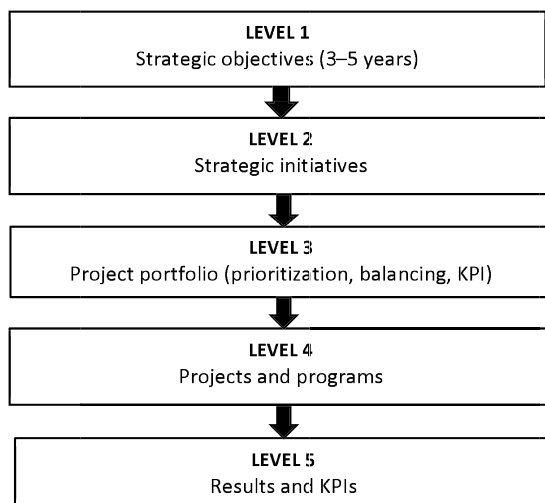 LEVEL 1
Strategic objectives (3–5 years)
LEVEL 2
Strategic initiatives
LEVEL 3
Project portfolio (prioritization, balancing, KPI)
LEVEL 4
Projects and programs
LEVEL 5
Results and KPIs